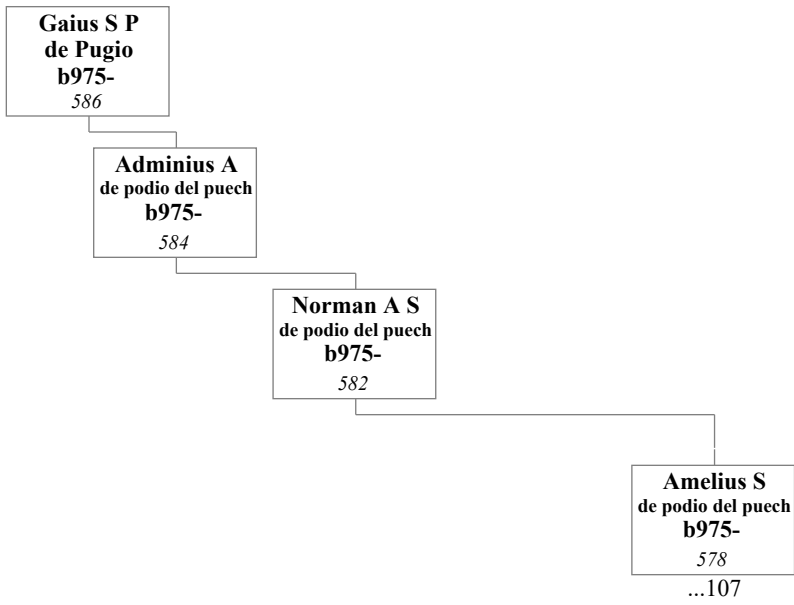 Gaius S P
de Pugio
b975-
586
Adminius A
de podio del puech
b975-
584
Norman A S
de podio del puech
b975-
582
Amelius S
de podio del puech
b975-
578
...107